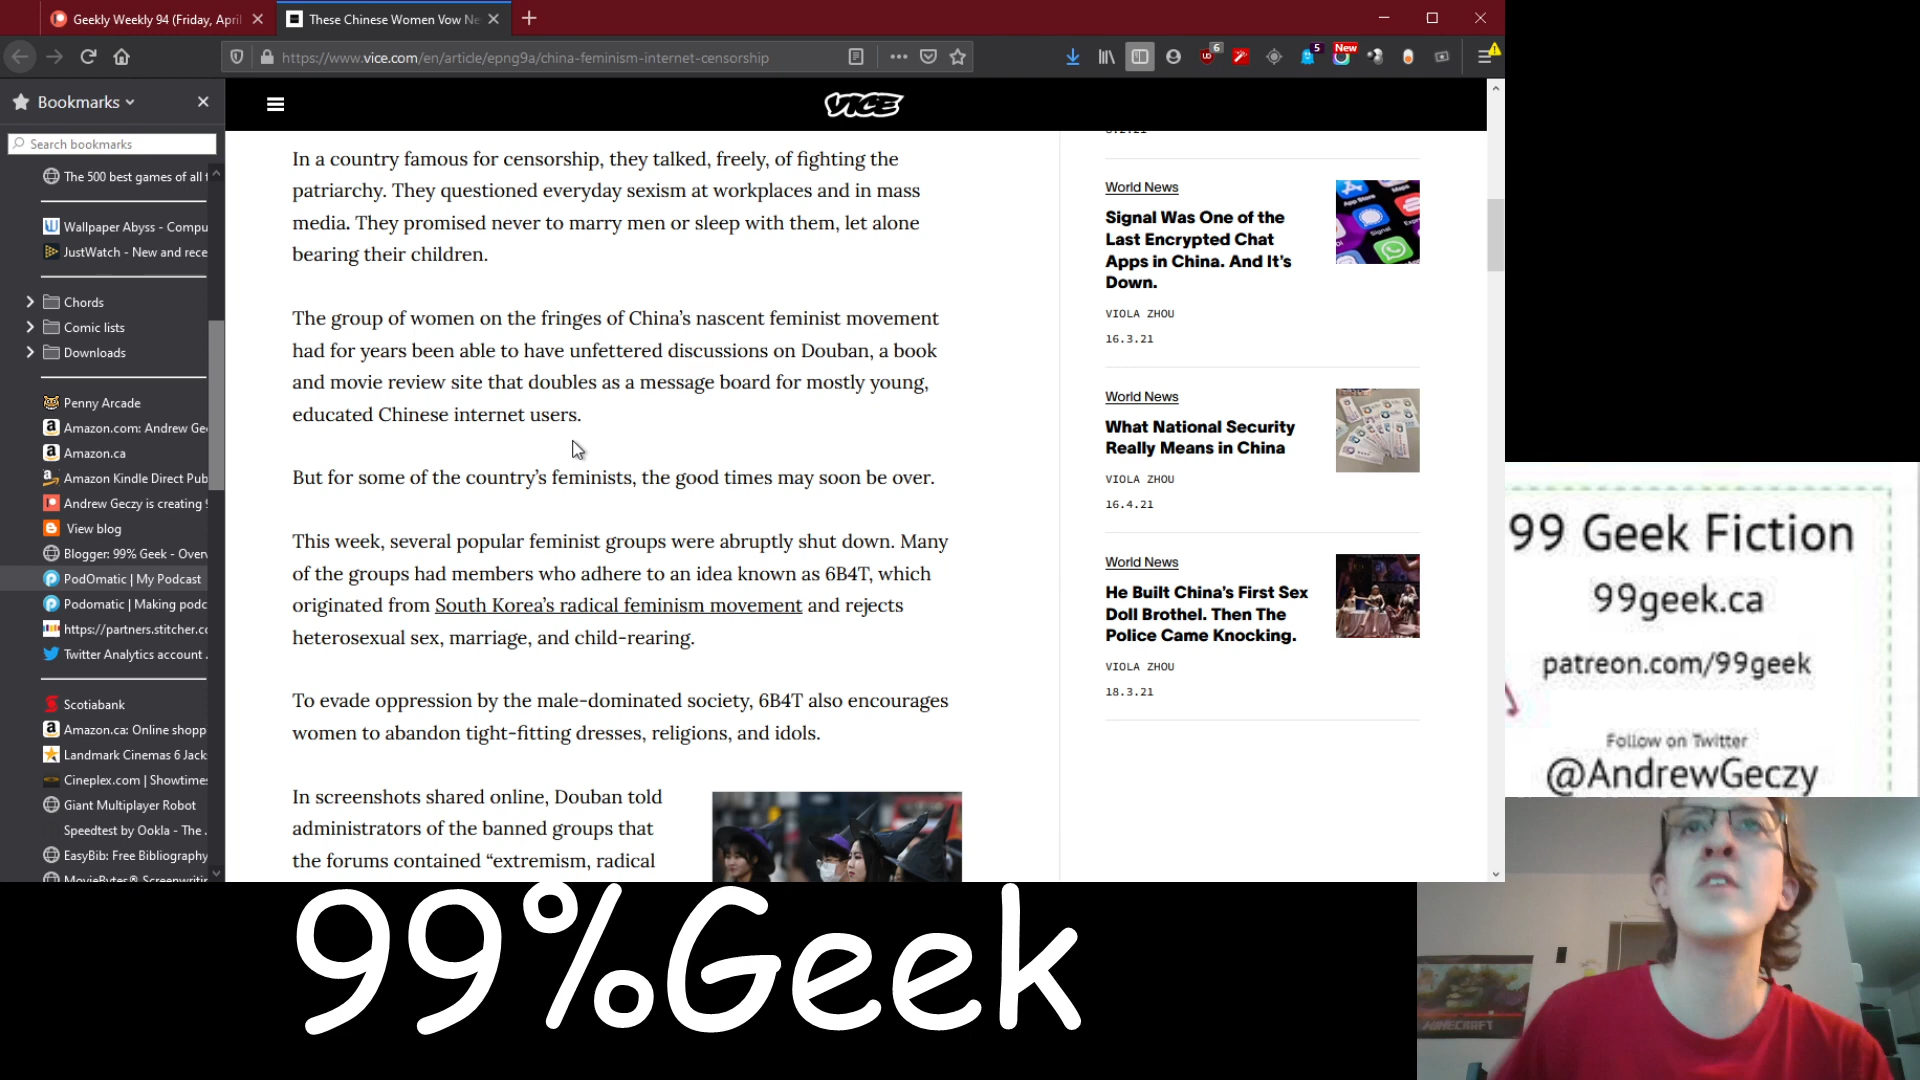 Geekly Weekly 94 (Friday, April
These Chinese Women Vow Ne
https://www.vice.com/en/article/epng9a/china-feminism-internet-censorship
6
5
New
Bookmarks
Search bookmarks
The 500 best games of all t
Wallpaper Abyss - Compu
JustWatch - New and rece
Chords
Comic lists
Downloads
Penny Arcade
Amazon.com: Andrew Ge
Amazon.ca
Amazon Kindle Direct Pub
Andrew Geczy is creating
View blog
Blogger: 99% Geek - Overv
PodOmatic | My Podcast
Podomatic | Making podc
https://partners.stitcher.co
Twitter Analytics account
Scotiabank
Amazon.ca: Online shopp
Landmark Cinemas 6 Jack
Cineplex.com | Showtimes
Giant Multiplayer Robot
Speedtest by Ookla - The
EasyBib: Free Bibliography
MovieBytes® Screenwritin
VICE
In a country famous for censorship, they talked, freely, of fighting the
patriarchy. They questioned everyday sexism at workplaces and in mass
media. They promised never to marry men or sleep with them, let alone
bearing their children.
The group of women on the fringes of China’s nascent feminist movement
had for years been able to have unfettered discussions on Douban, a book
and movie review site that doubles as a message board for mostly young,
educated Chinese internet users.
But for some of the country’s feminists, the good times may soon be over.
This week, several popular feminist groups were abruptly shut down. Many
of the groups had members who adhere to an idea known as 6B4T, which
originated from South Korea’s radical feminism movement and rejects
heterosexual sex, marriage, and child-rearing.
To evade oppression by the male-dominated society, 6B4T also encourages
women to abandon tight-fitting dresses, religions, and idols.
In screenshots shared online, Douban told
administrators of the banned groups that
the forums contained “extremism, radical
World News
Signal Was One of the
Last Encrypted Chat
Apps in China. And It’s
Down.
VIOLA ZHOU
16.3.21
World News
What National Security
Really Means in China
VIOLA ZHOU
16.4.21
World News
He Built China’s First Sex
Doll Brothel. Then The
Police Came Knocking.
VIOLA ZHOU
18.3.21
99 Geek Fiction
99geek.ca
patreon.com/99geek
Follow on Twitter
@AndrewGeczy
MINECRAFT
99%Geek